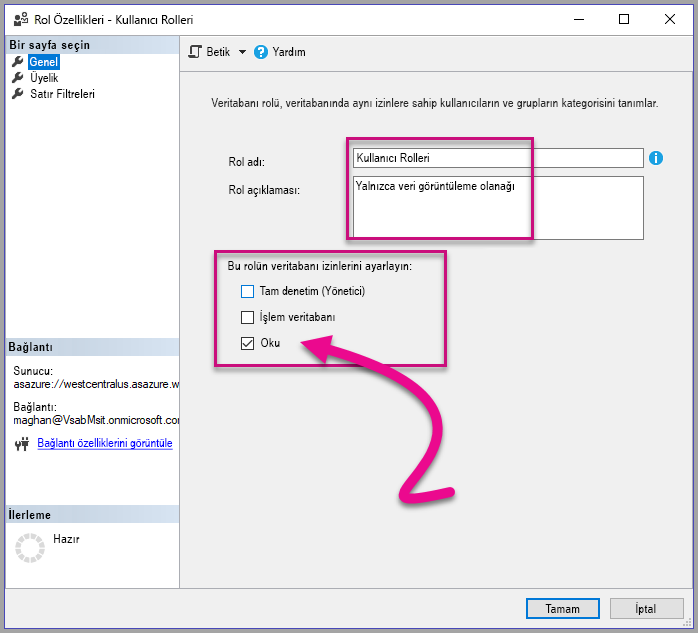 Rol Özellikleri - Kullanıcı Rolleri
Bir sayfa seçin
Genel
Üyelik
Satır Filtreleri
Betik
Yardım
Veritabanı rolü, veritabanında aynı izinlere sahip kullanıcıların ve grupların kategorisini tanımlar.
Rol adı:
Kullanıcı Rolleri
Rol açıklaması:
Yalnızca veri görüntüleme olanağı
Bu rolün veritabanı izinlerini ayarlayın:
Tam denetim (Yönetici)
İşlem veritabanı
Oku
Bağlantı
Sunucu:
asazure://westcentralus.asazure.w
Bağlantı:
maghan@VsabMsit.onmicrosoft.co
Bağlantı özelliklerini görüntüle
İlerleme
Hazır
Tamam
İptal